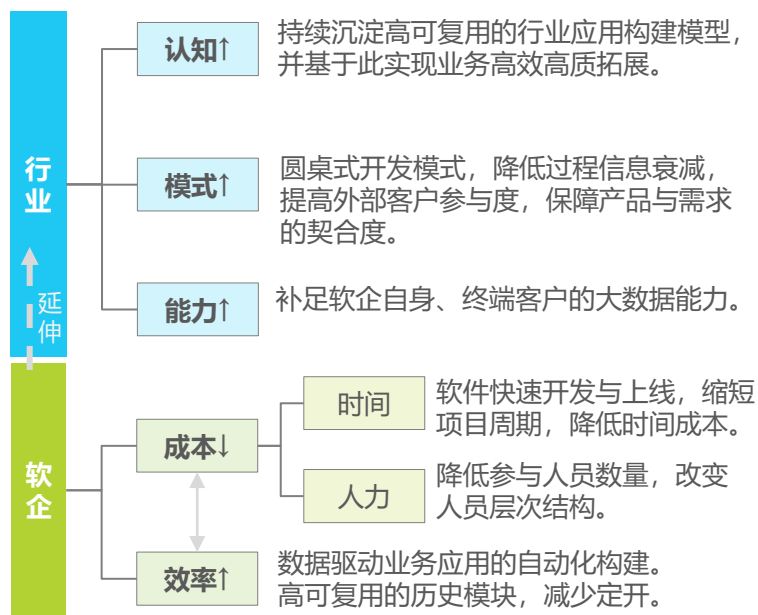 行业
延伸
软企
认知↑
持续沉淀高可复用的行业应用构建模型，
并基于此实现业务高效高质拓展。
模式↑
圆桌式开发模式，降低过程信息衰减，
提高外部客户参与度，保障产品与需求
的契合度。
能力↑
补足软企自身、终端客户的大数据能力。
成本↓
时间
软件快速开发与上线，缩短
项目周期，降低时间成本。
人力
降低参与人员数量，改变
人员层次结构。
效率↑
数据驱动业务应用的自动化构建。
高可复用的历史模块，减少定开。